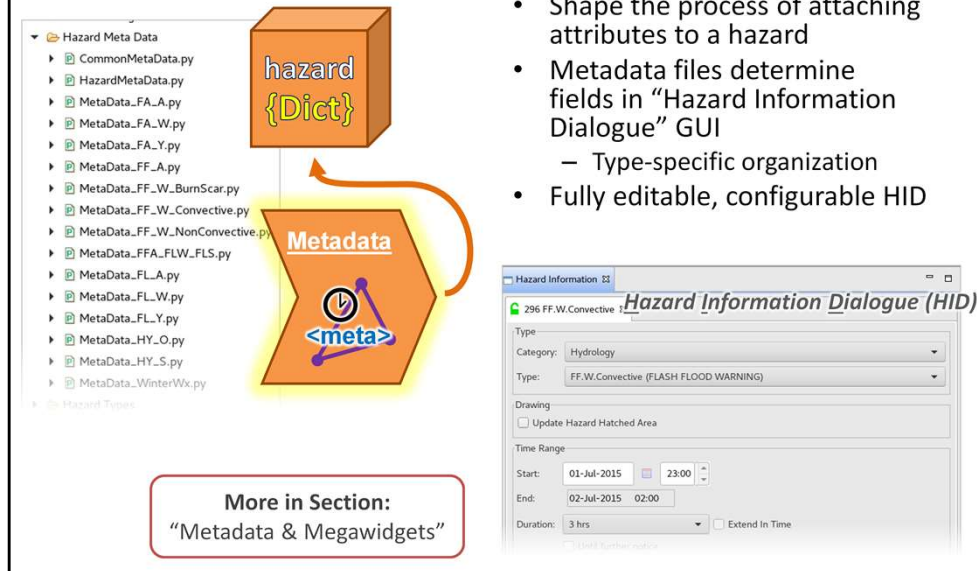 Hazard Meta Data
CommonMetaData.py
HazardMetaData.py
MetaData_FA_A.py
MetaData_FA_W.py
MetaData_FA_Y.py
MetaData_FF_A.py
MetaData_FF_W_BurnScar.py
MetaData_FF_W_Convective.py
MetaData_FF_W_NonConvective.py
MetaData_FFA_FLW_FLS.py
MetaData_FL_A.py
MetaData_FL_W.py
MetaData_FL_Y.py
MetaData_HY_O.py
MetaData_HY_S.py
MetaData_WinterWx.py
Hazard Types
hazard
{Dict}
Metadata
<meta>
• Shape the process of attaching
attributes to a hazard
• Metadata files determine
fields in “Hazard Information
Dialogue” GUI
– Type-specific organization
• Fully editable, configurable HID
Hazard Information
296 FF.W.Convective
Hazard Information Dialogue (HID)
Type
Category: Hydrology
Type: FF.W.Convective (FLASH FLOOD WARNING)
Drawing
Update Hazard Hatched Area
Time Range
Start: 01-Jul-2015 23:00
End: 02-Jul-2015 02:00
Duration: 3 hrs Extend In Time
Until further notice
More in Section:
“Metadata & Megawidgets”